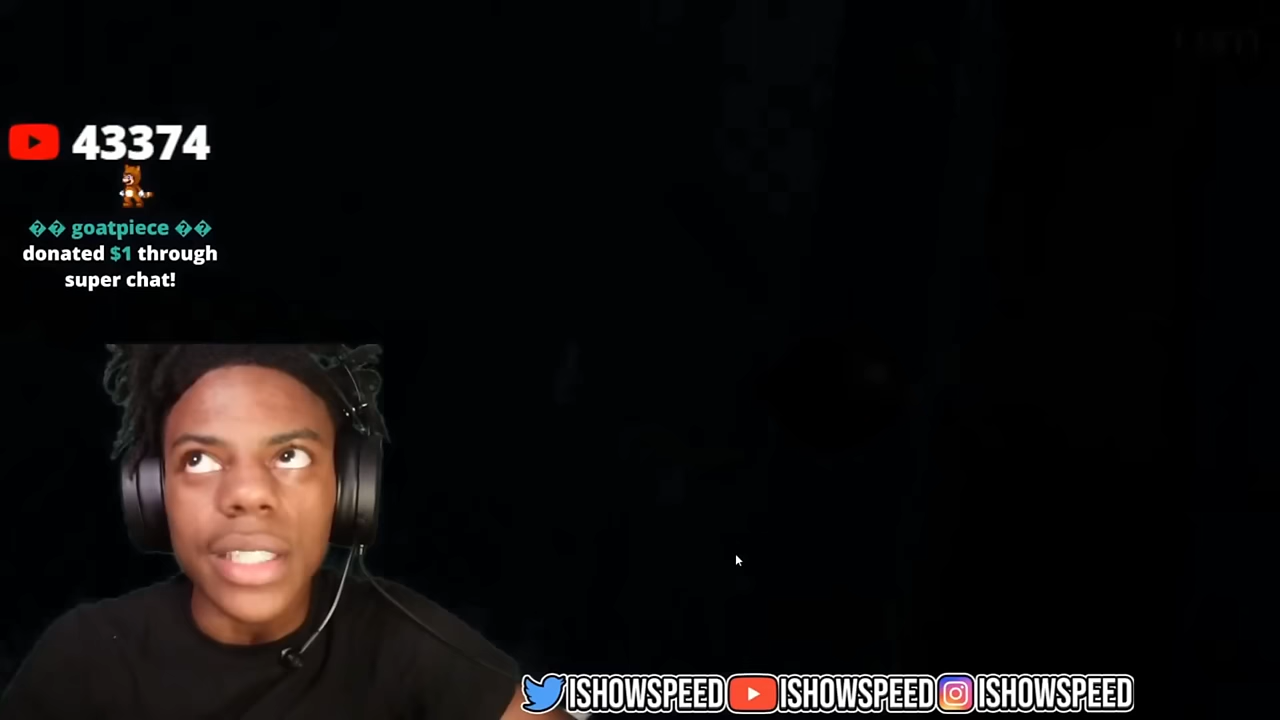 43374
�� goatpiece ��
donated $1 through
super chat!
ISHOWSPEED ISHOWSPEED ISHOWSPEED